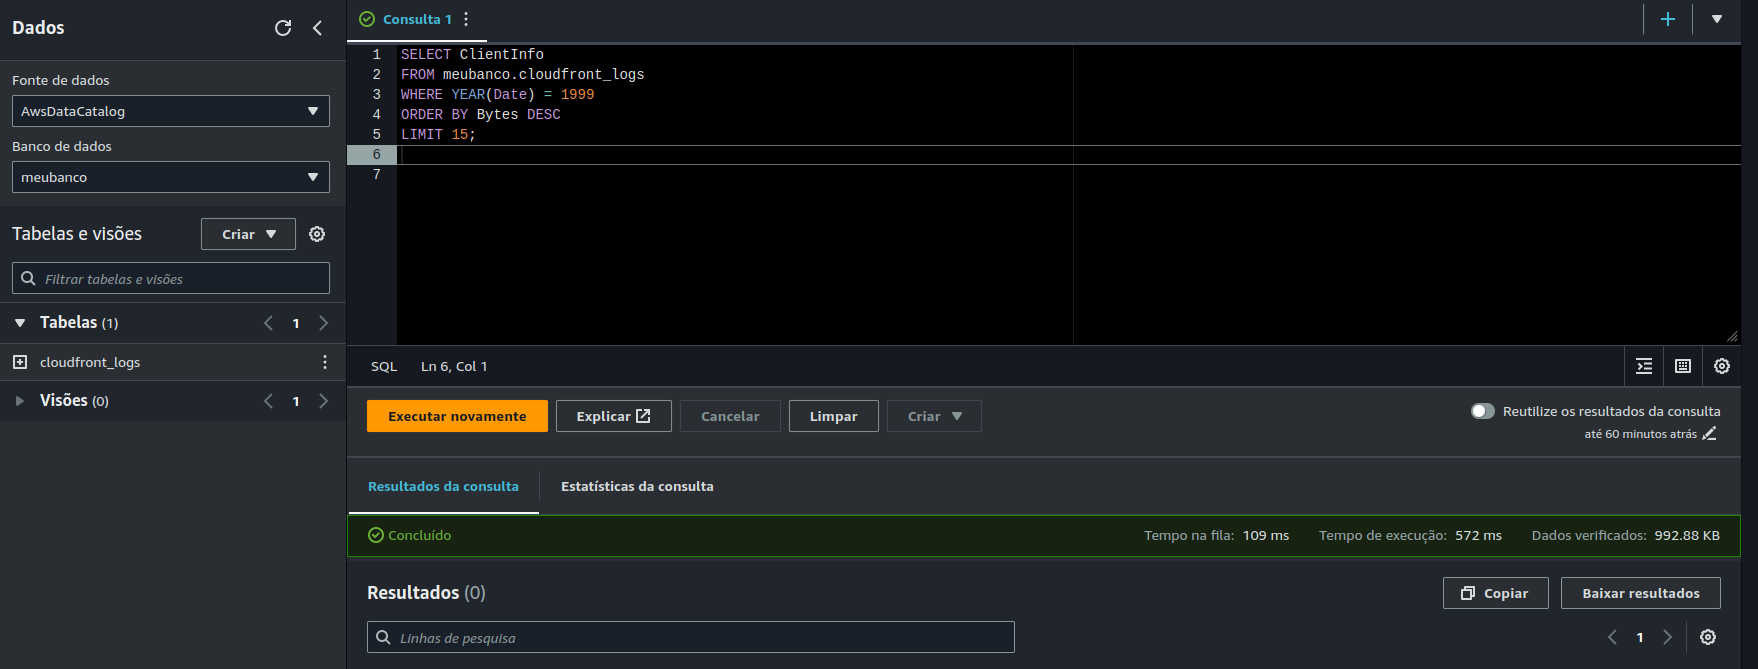 Dados
Fonte de dados
AwsDataCatalog
Banco de dados
meubanco
Tabelas e visões
Criar
Filtrar tabelas e visões
Tabelas (1)
1
cloudfront_logs
Visões (0)
1
Consulta 1
1 SELECT ClientInfo
2 FROM meubanco.cloudfront_logs
3 WHERE YEAR(Date) = 1999
4 ORDER BY Bytes DESC
5 LIMIT 15;
6
7
SQL Ln 6, Col 1
Executar novamente Explicar Cancelar Limpar Criar
Reutilize os resultados da consulta
até 60 minutos atrás
Resultados da consulta Estatísticas da consulta
Concluído Tempo na fila: 109 ms Tempo de execução: 572 ms Dados verificados: 992.88 KB
Resultados (0) Copiar Baixar resultados
Linhas de pesquisa 1